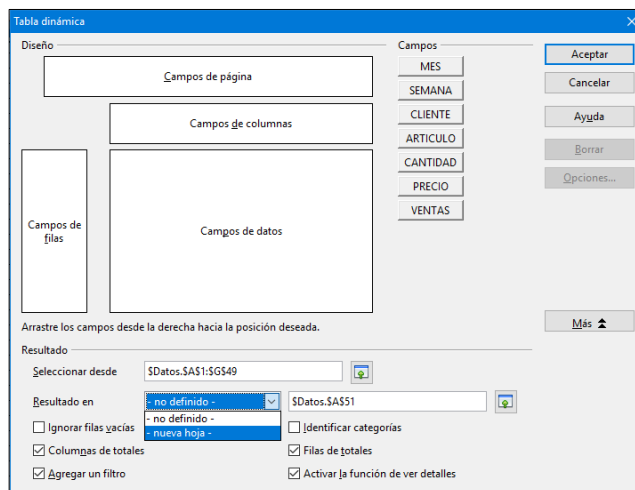 Tabla dinámica
Diseño
Campos de página
Campos de columnas
Campos de
filas
Campos de datos
Campos
MES
SEMANA
CLIENTE
ARTICULO
CANTIDAD
PRECIO
VENTAS
Aceptar
Cancelar
Ayuda
Borrar
Opciones...
Más
Arrastre los campos desde la derecha hacia la posición deseada.
Resultado
Seleccionar desde $Datos.$A$1:$G$49
Resultado en - no definido - $Datos.$A$51
- no definido -
- nueva hoja -
Ignorar filas vacías Identificar categorías
Columnas de totales Filas de totales
Agregar un filtro Activar la función de ver detalles